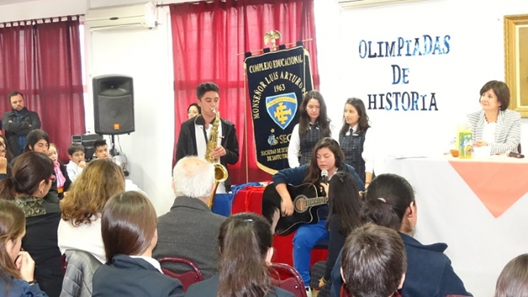 OLIMPIADAS
DE
HISTORIA
COMPLEJO EDUCACIONAL
MONSEÑOR LUIS ARTURO
1963